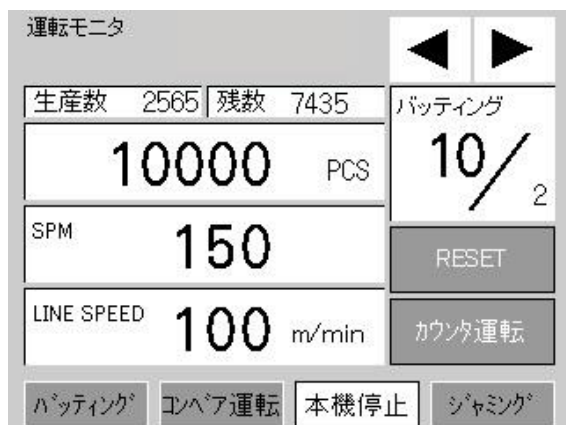 運転モニタ
◀ ▶
生産数 2565 残数 7435
バッティング
10000 PCS
10/2
SPM 150
RESET
LINE SPEED 100 m/min
カウンタ運転
バッティング コンベア運転 本機停止 ジャミング